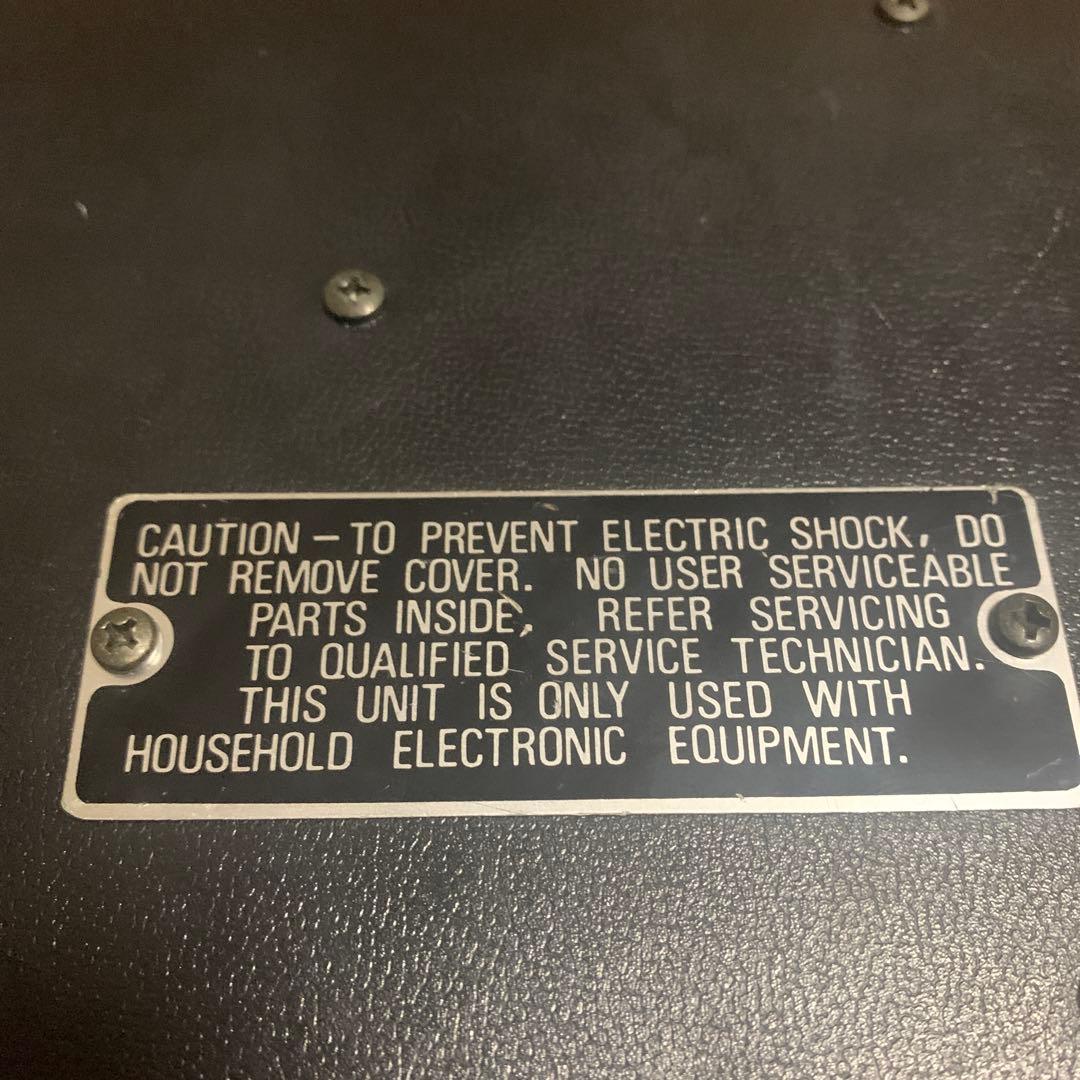 CAUTION – TO PREVENT ELECTRIC SHOCK, DO
NOT REMOVE COVER. NO USER SERVICEABLE
PARTS INSIDE, REFER SERVICING
TO QUALIFIED SERVICE TECHNICIAN.
THIS UNIT IS ONLY USED WITH
HOUSEHOLD ELECTRONIC EQUIPMENT.